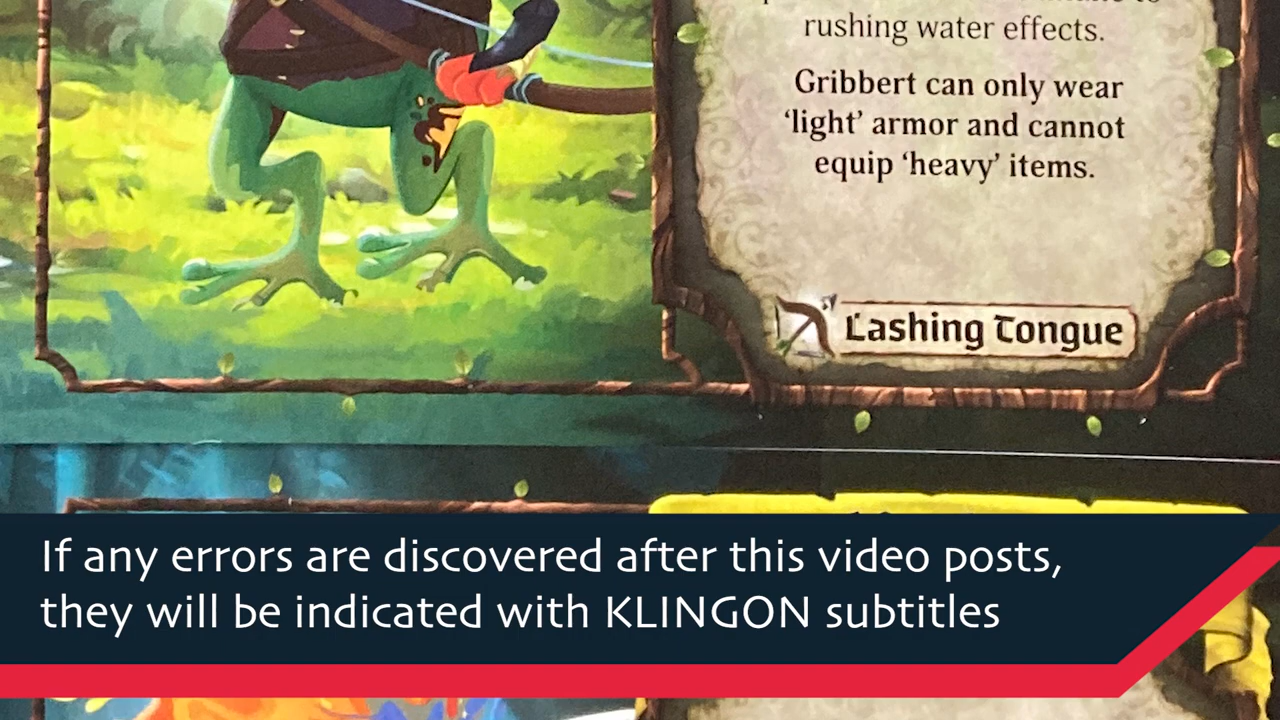 rushing water effects.
Gribbert can only wear
‘light’ armor and cannot
equip ‘heavy’ items.
Lashing Tongue
If any errors are discovered after this video posts,
they will be indicated with KLINGON subtitles